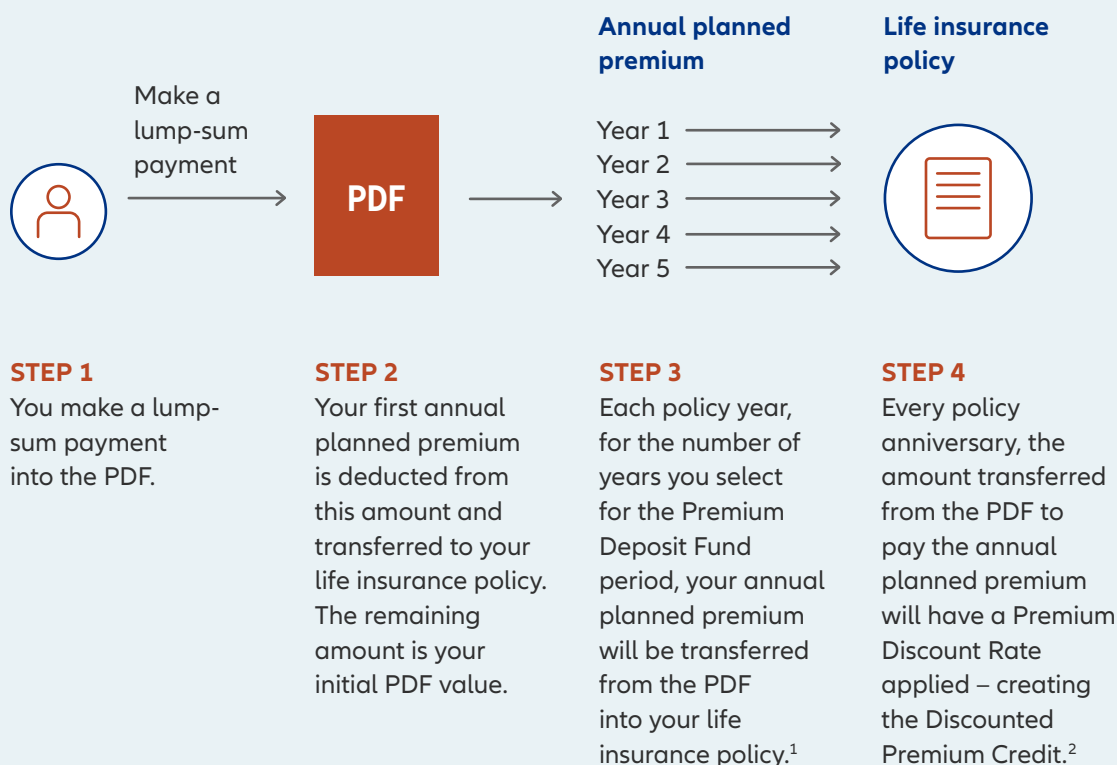 Annual planned
premium
Life insurance
policy
Make a
lump-sum
payment
PDF
Year 1
Year 2
Year 3
Year 4
Year 5
STEP 1
You make a lump-
sum payment
into the PDF.
STEP 2
Your first annual
planned premium
is deducted from
this amount and
transferred to your
life insurance policy.
The remaining
amount is your
initial PDF value.
STEP 3
Each policy year,
for the number of
years you select
for the Premium
Deposit Fund
period, your annual
planned premium
will be transferred
from the PDF
into your life
insurance policy.¹
STEP 4
Every policy
anniversary, the
amount transferred
from the PDF to
pay the annual
planned premium
will have a Premium
Discount Rate
applied – creating
the Discounted
Premium Credit.²